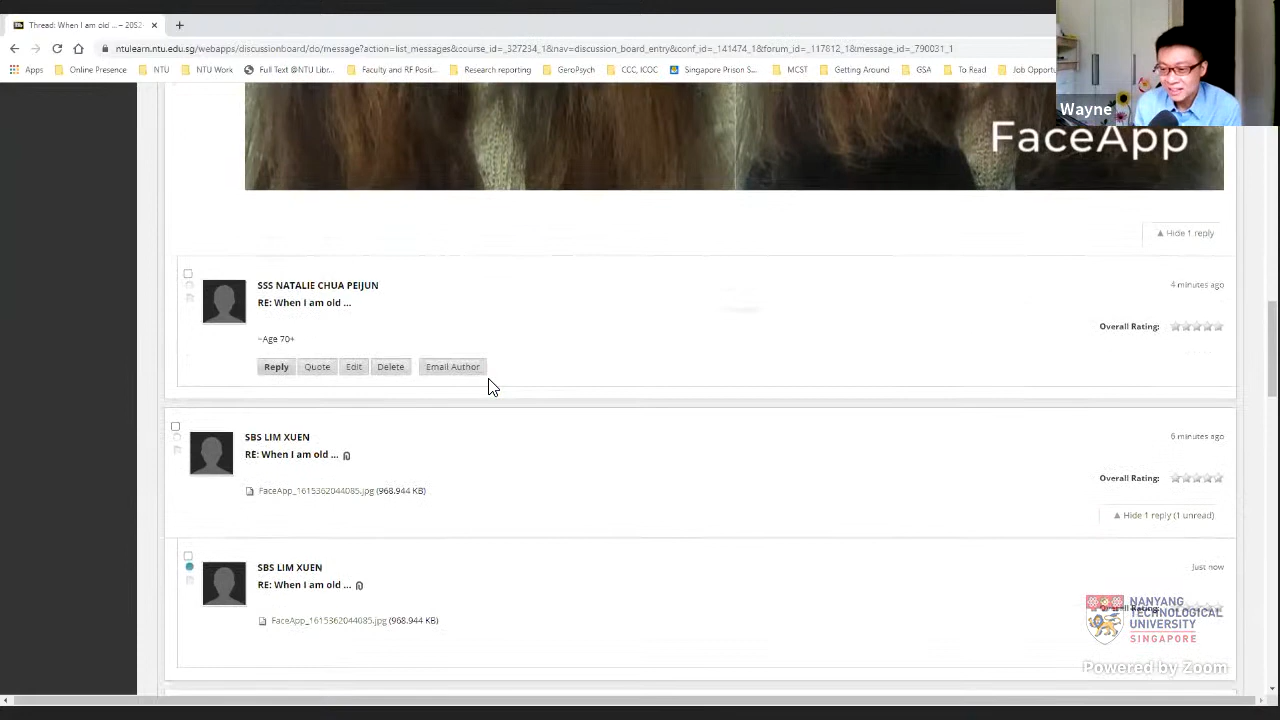 Thread: When I am old ... – 20S2
ntulearn.ntu.edu.sg/webapps/discussionboard/do/message?action=list_messages&course_id=_327234_1&nav=discussion_board_entry&conf_id=_141474_1&forum_id=_117812_1&message_id=_790031_1
Apps Online Presence NTU NTU Work Full Text @NTU Libr... Faculty and RF Posit... Research reporting GeroPsych CCC, ICOC Singapore Prison S... MCST Getting Around GSA To Read Job Opportu
Wayne
FaceApp
Hide 1 reply
SSS NATALIE CHUA PEIJUN
4 minutes ago
RE: When I am old ...
Overall Rating:
~Age 70+
Reply Quote Edit Delete Email Author
SBS LIM XUEN
6 minutes ago
RE: When I am old ...
Overall Rating:
FaceApp_1615362044085.jpg (968.944 KB)
Hide 1 reply (1 unread)
SBS LIM XUEN
Just now
RE: When I am old ...
FaceApp_1615362044085.jpg (968.944 KB)
NANYANG
TECHNOLOGICAL
UNIVERSITY
SINGAPORE
Powered by Zoom